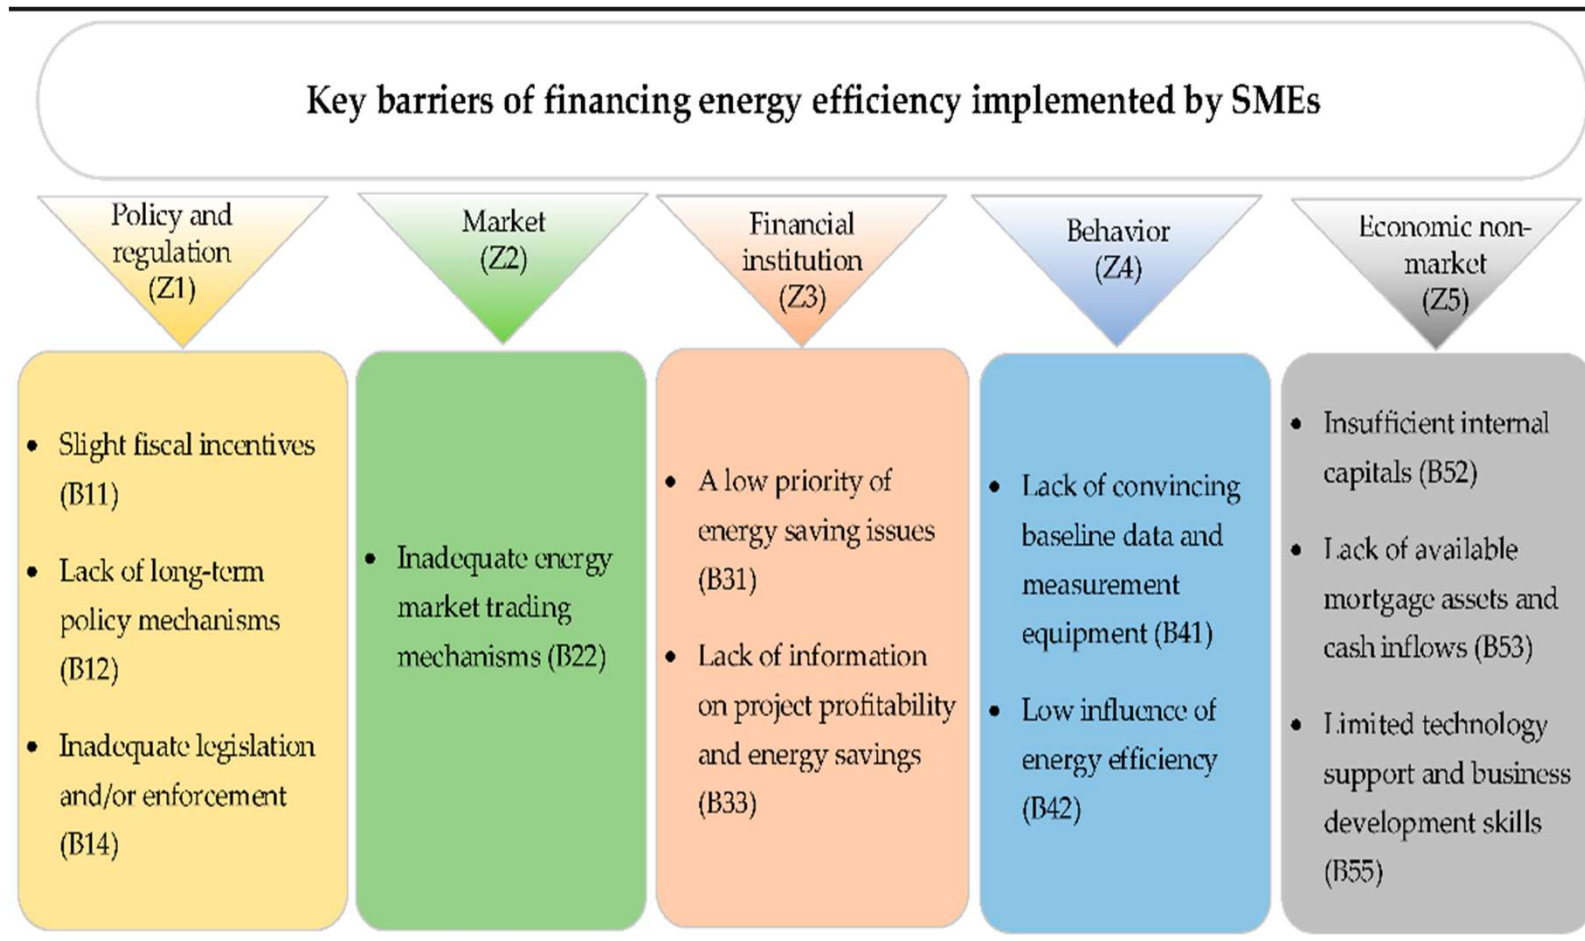 Key barriers of financing energy efficiency implemented by SMEs
Policy and
regulation
(Z1)
Market
(Z2)
Financial
institution
(Z3)
Behavior
(Z4)
Economic non-
market
(Z5)
• Slight fiscal incentives
(B11)
• Lack of long-term
policy mechanisms
(B12)
• Inadequate legislation
and/or enforcement
(B14)
• Inadequate energy
market trading
mechanisms (B22)
• A low priority of
energy saving issues
(B31)
• Lack of information
on project profitability
and energy savings
(B33)
• Lack of convincing
baseline data and
measurement
equipment (B41)
• Low influence of
energy efficiency
(B42)
• Insufficient internal
capitals (B52)
• Lack of available
mortgage assets and
cash inflows (B53)
• Limited technology
support and business
development skills
(B55)